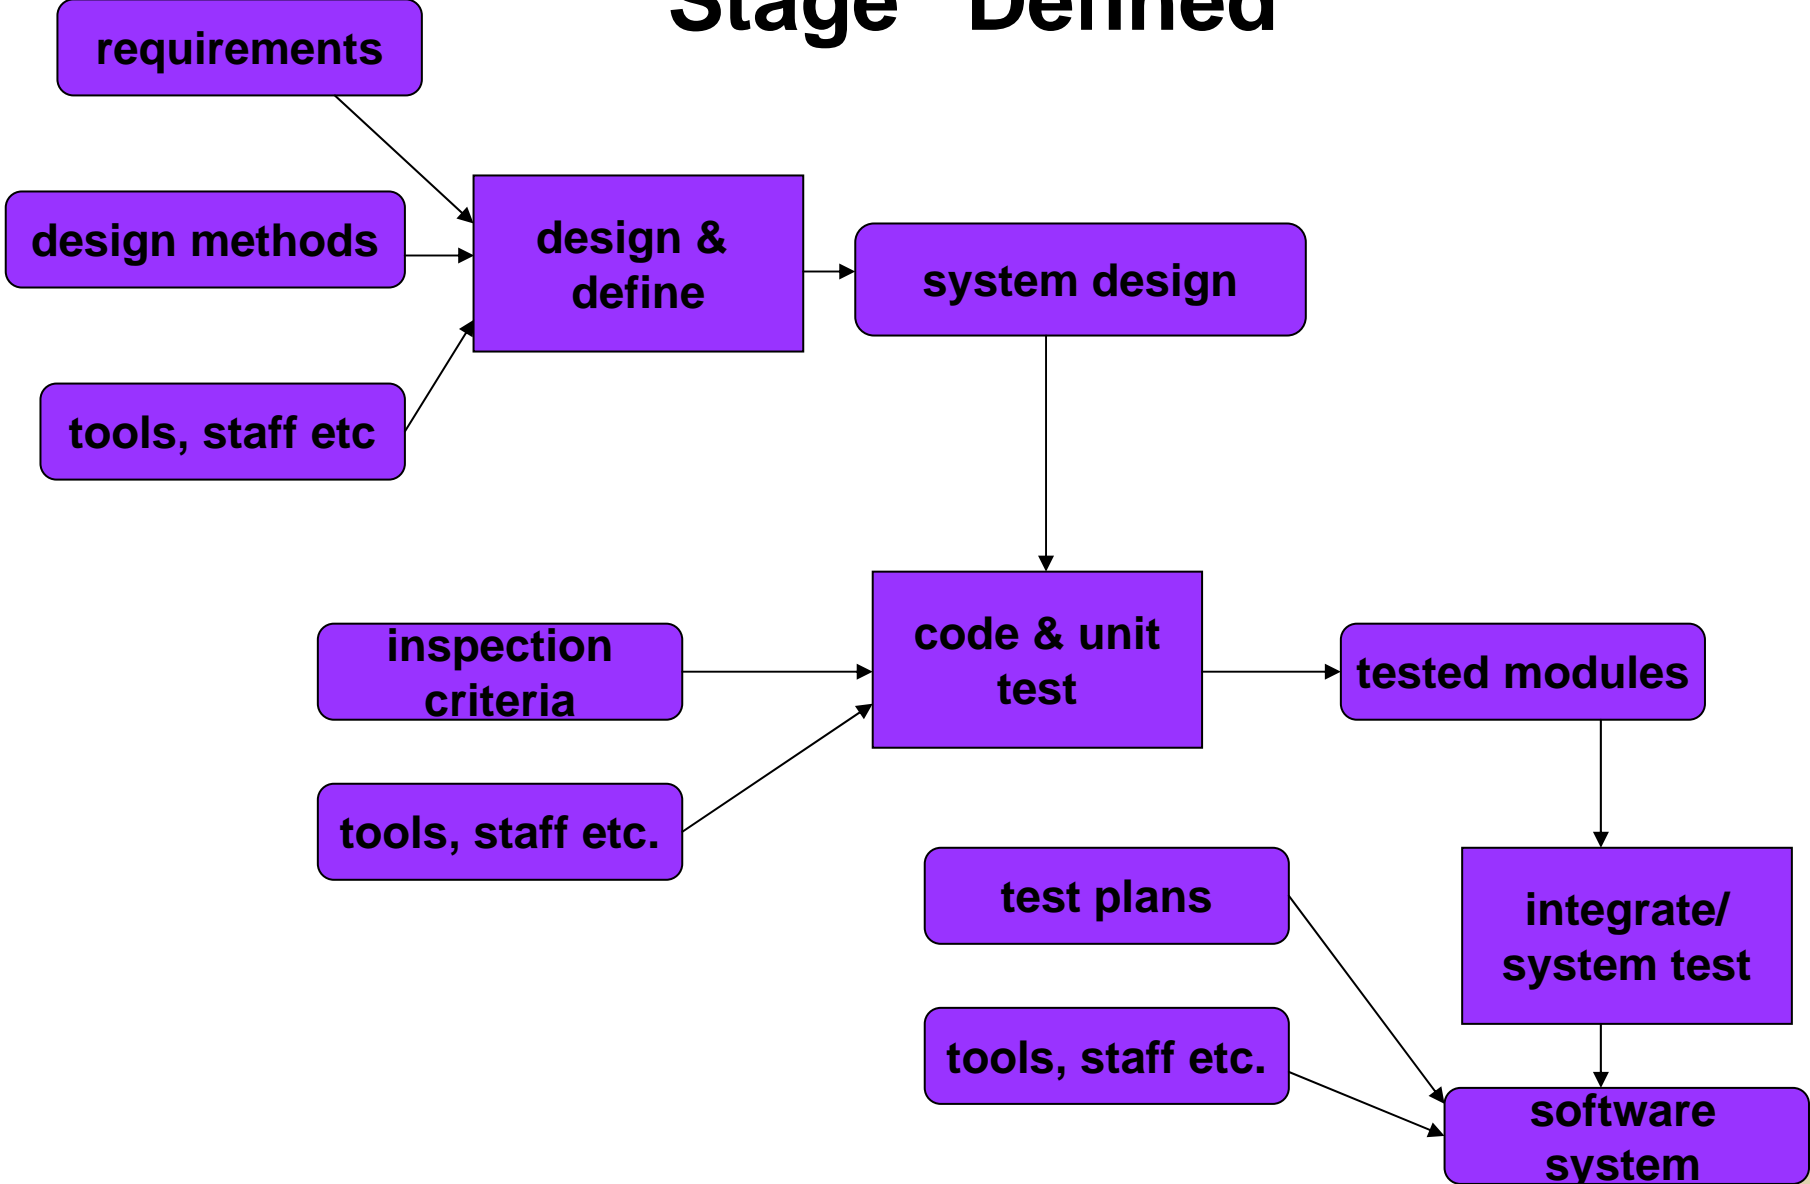 Stage Defined
requirements
design methods
design &
define
system design
tools, staff etc
inspection
criteria
code & unit
test
tested modules
tools, staff etc.
test plans
integrate/
system test
tools, staff etc.
software
system